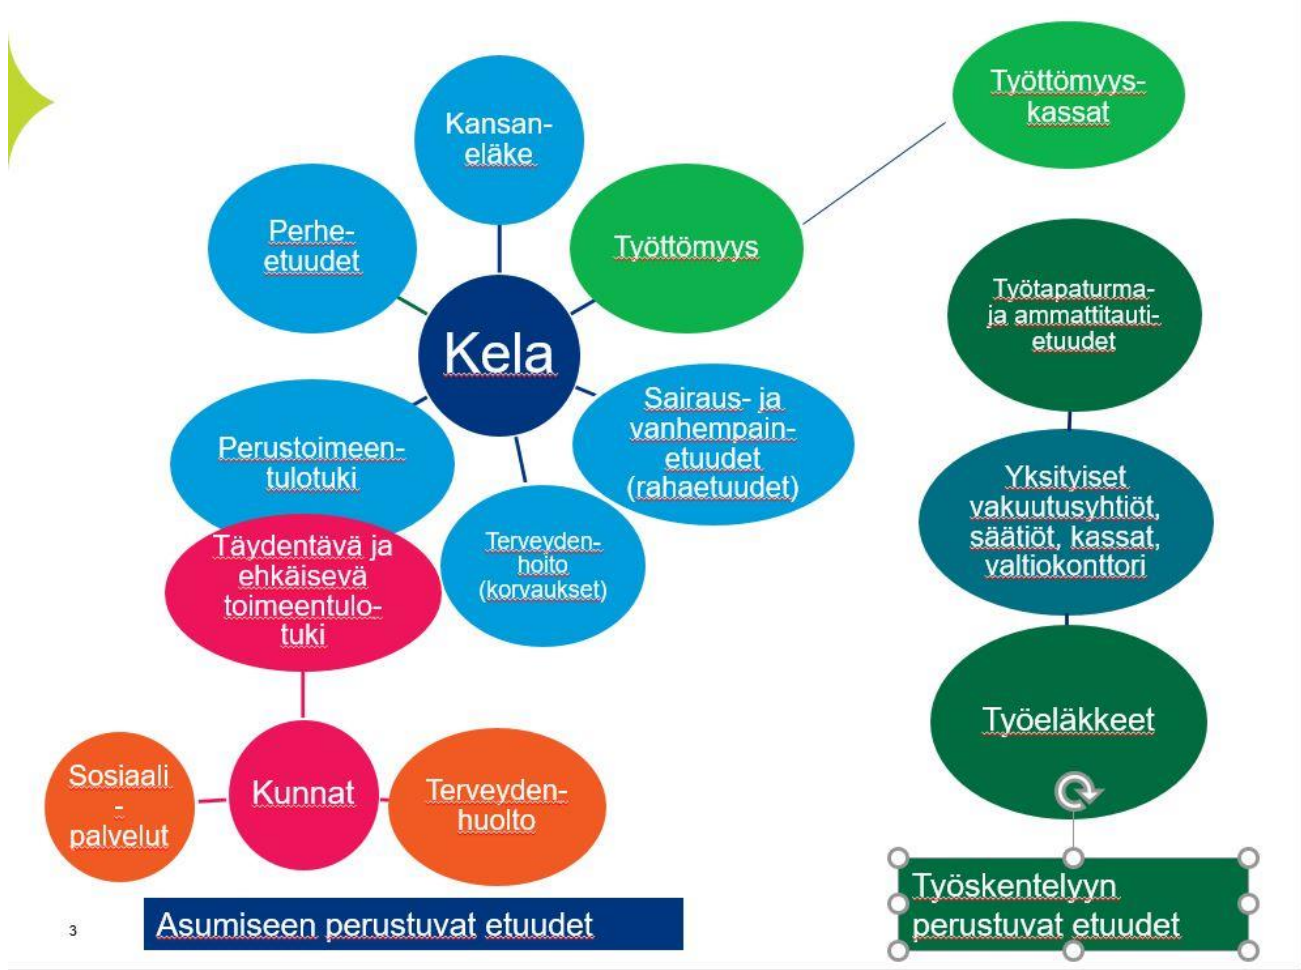 Kansan-
eläke
Työttömyys-
kassat
Perhe-
etuudet
Työttömyys
Kela
Työtapaturma-
ja ammattitauti-
etuudet
Sairaus- ja
vanhempain-
etuudet
(rahaetuudet)
Perustoimeen-
tulotuki
Yksityiset
vakuutusyhtiöt,
säätiöt, kassat,
valtiokonttori
Terveyden-
hoito
(korvaukset)
Täydentävä ja
ehkäisevä
toimeentulo-
tuki
Työeläkkeet
Sosiaali
-
palvelut
Kunnat
Terveyden-
huolto
Asumiseen perustuvat etuudet
Työskentelyyn
perustuvat etuudet
3